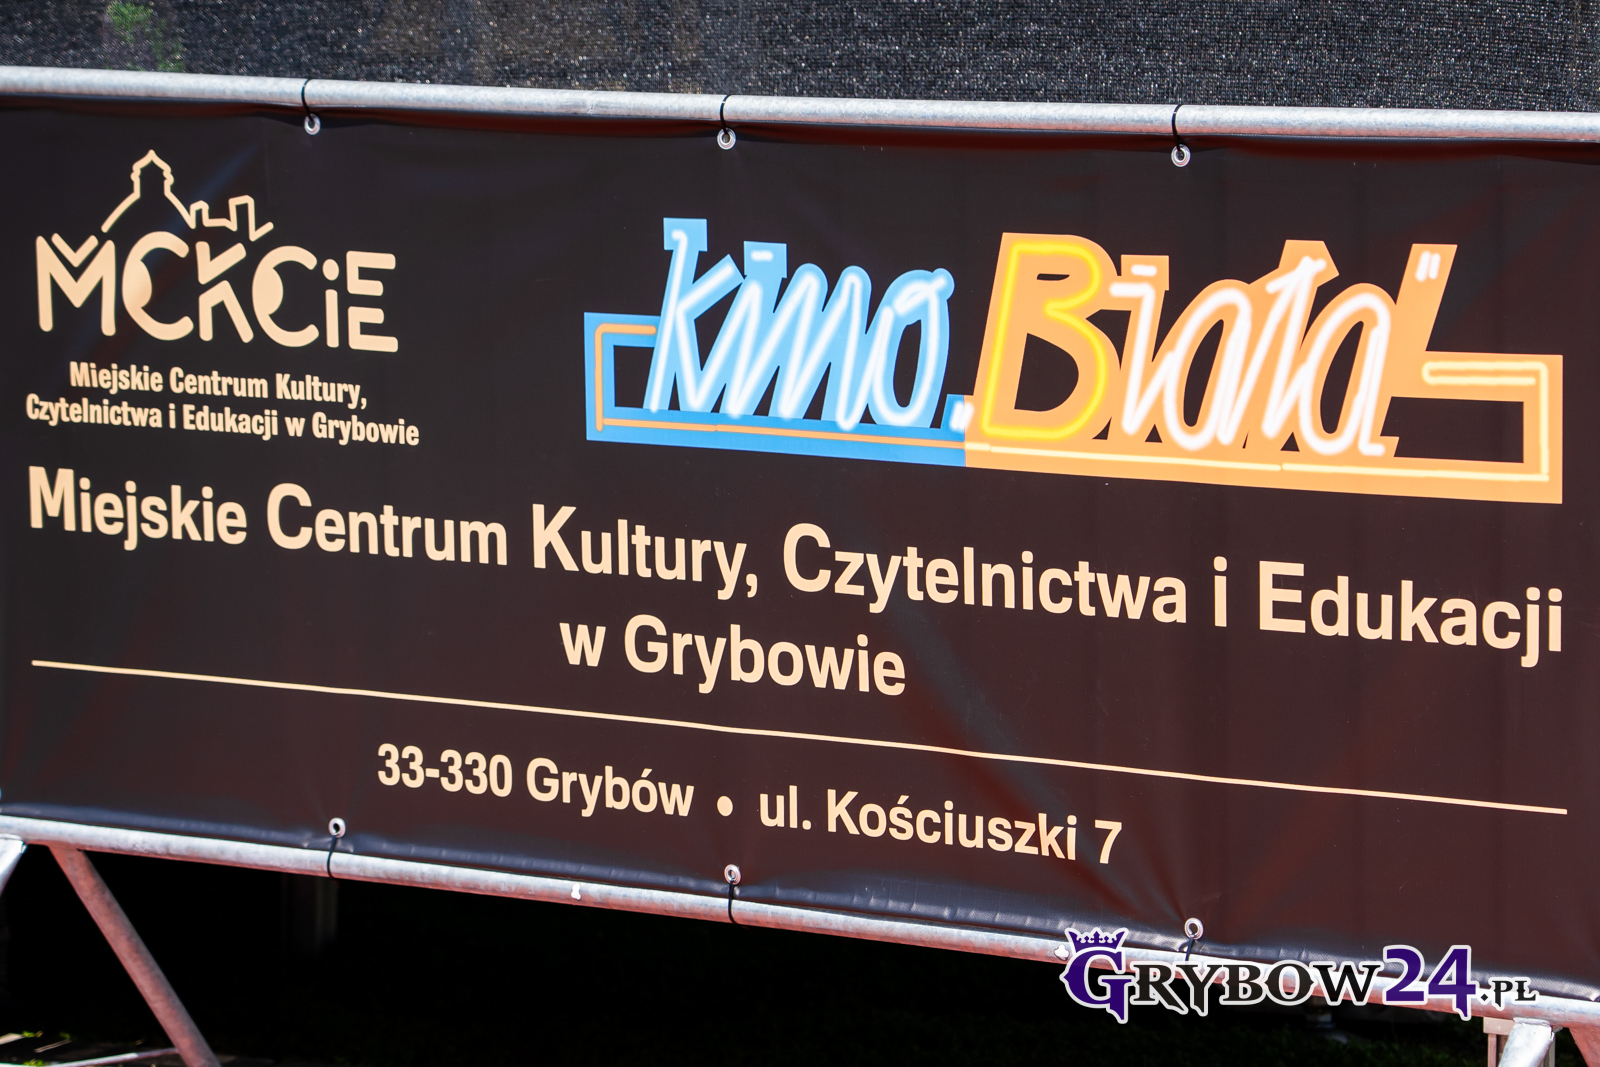 MCKCiE
Miejskie Centrum Kultury,
Czytelnictwa i Edukacji w Grybowie
kino „Biała”
Miejskie Centrum Kultury, Czytelnictwa i Edukacji
w Grybowie
33-330 Grybów • ul. Kościuszki 7
GRYBOW24.PL